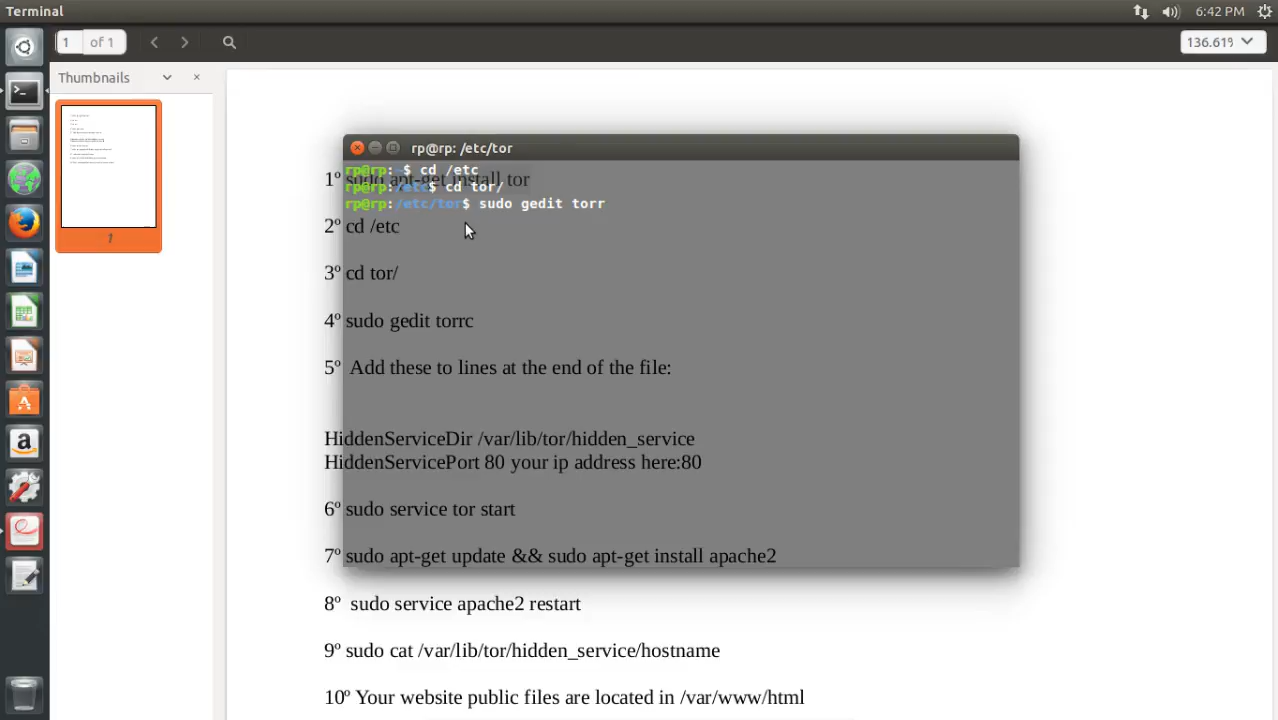 Terminal
6:42 PM
1 of 1
136.61%
Thumbnails
1
rp@rp: /etc/tor
rp@rp:~$ cd /etc
rp@rp:/etc$ cd tor/
rp@rp:/etc/tor$ sudo gedit torr
1º sudo apt-get install tor
2º cd /etc
3º cd tor/
4º sudo gedit torrc
5º Add these to lines at the end of the file:
HiddenServiceDir /var/lib/tor/hidden_service
HiddenServicePort 80 your ip address here:80
6º sudo service tor start
7º sudo apt-get update && sudo apt-get install apache2
8º sudo service apache2 restart
9º sudo cat /var/lib/tor/hidden_service/hostname
10º Your website public files are located in /var/www/html